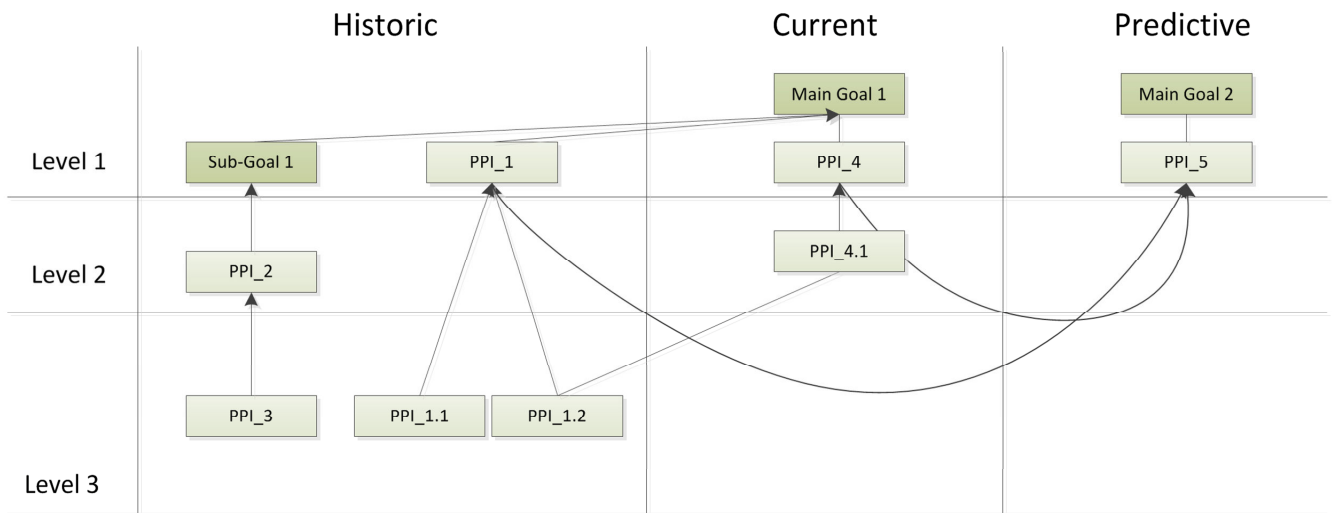 Historic
Current
Predictive
Main Goal 1
Main Goal 2
Level 1
Sub-Goal 1
PPI_1
PPI_4
PPI_5
Level 2
PPI_2
PPI_4.1
PPI_3
PPI_1.1
PPI_1.2
Level 3